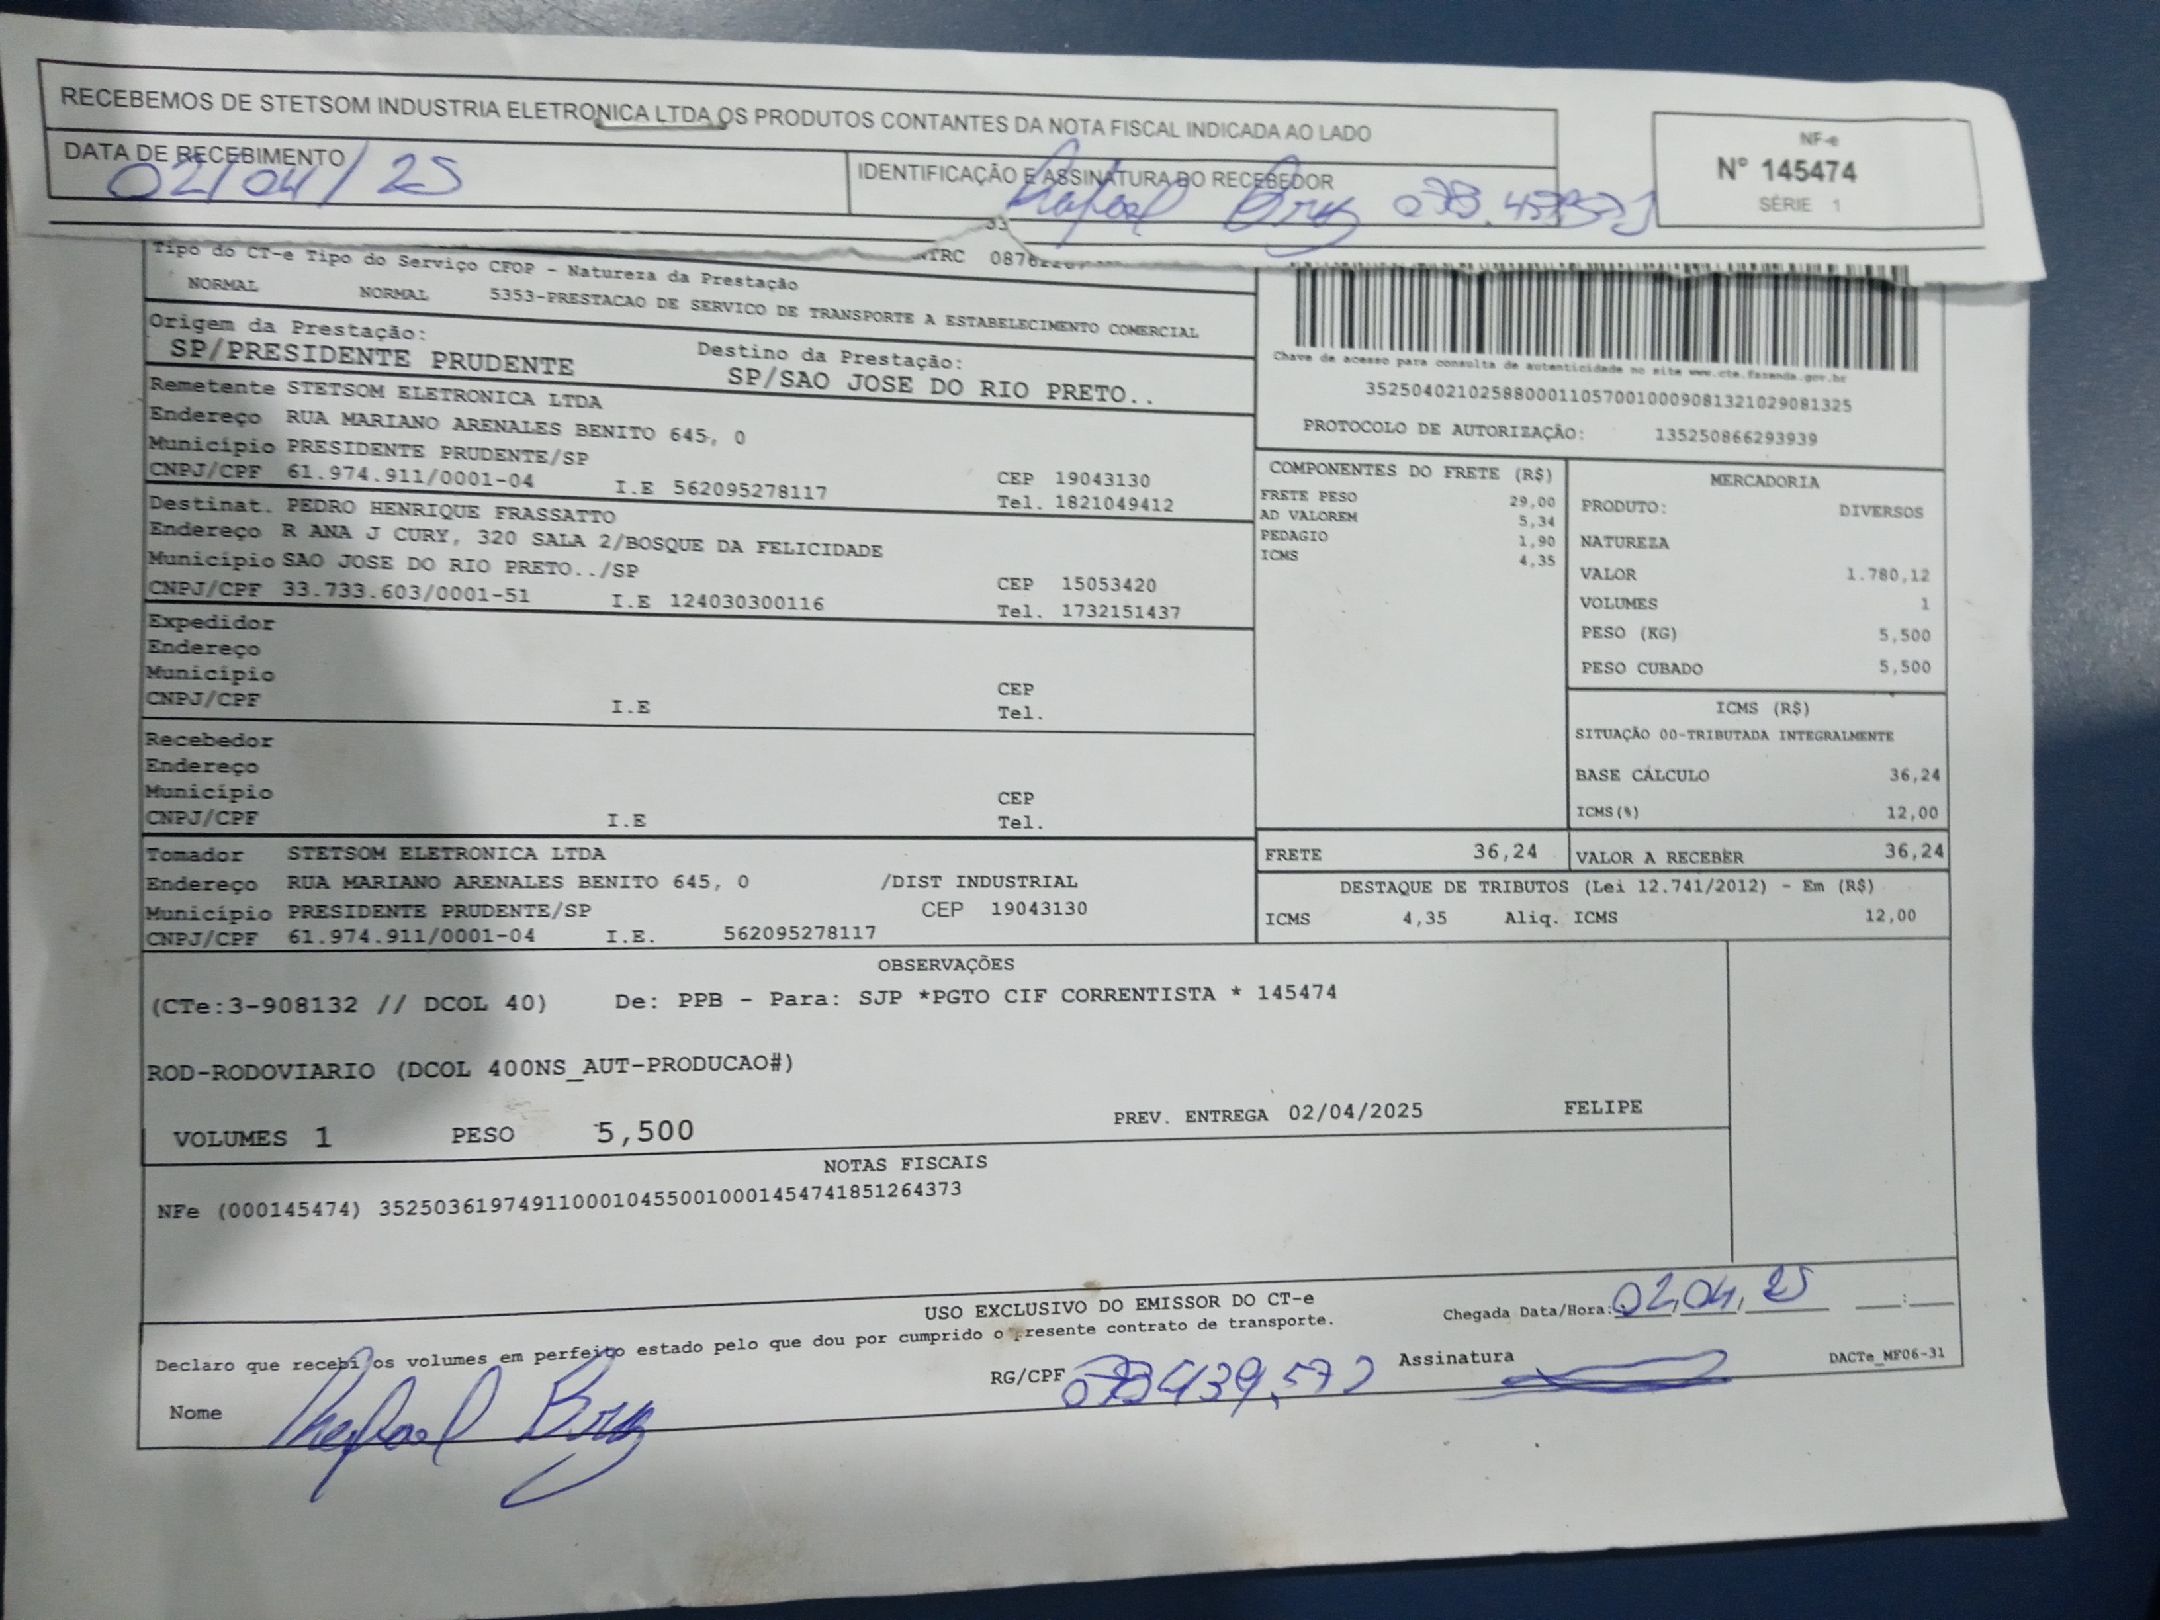 RECEBEMOS DE STETSOM INDUSTRIA ELETRONICA LTDA OS PRODUTOS CONTANTES DA NOTA FISCAL INDICADA AO LADO
DATA DE RECEBIMENTO
02/04/25
IDENTIFICAÇÃO E ASSINATURA DO RECEBEDOR
NF-e
Nº 145474
SÉRIE 1
Tipo do CT-e Tipo do Serviço CFOP - Natureza da Prestação
NORMAL NORMAL 5353-PRESTACAO DE SERVICO DE TRANSPORTE A ESTABELECIMENTO COMERCIAL
Origem da Prestação:
SP/PRESIDENTE PRUDENTE
Destino da Prestação:
SP/SAO JOSE DO RIO PRETO..
Remetente STETSOM ELETRONICA LTDA
Endereço RUA MARIANO ARENALES BENITO 645, 0
Município PRESIDENTE PRUDENTE/SP
CEP 19043130
CNPJ/CPF 61.974.911/0001-04 I.E 562095278117
Tel. 1821049412
Destinat. PEDRO HENRIQUE FRASSATTO
Endereço R ANA J CURY, 320 SALA 2/BOSQUE DA FELICIDADE
Município SAO JOSE DO RIO PRETO../SP
CEP 15053420
CNPJ/CPF 33.733.603/0001-51 I.E 124030300116
Tel. 1732151437
Expedidor
Endereço
Município
CEP
CNPJ/CPF I.E
Tel.
Recebedor
Endereço
Município
CEP
CNPJ/CPF I.E
Tel.
Tomador STETSOM ELETRONICA LTDA
Endereço RUA MARIANO ARENALES BENITO 645, 0 /DIST INDUSTRIAL
Município PRESIDENTE PRUDENTE/SP CEP 19043130
CNPJ/CPF 61.974.911/0001-04 I.E. 562095278117
Chave de acesso para consulta de autenticidade no site www.cte.fazenda.gov.br
35250402102588000110570010009081321029081325
PROTOCOLO DE AUTORIZAÇÃO: 135250866293939
COMPONENTES DO FRETE (R$)
FRETE PESO 29,00
AD VALOREM 5,34
PEDAGIO 1,90
ICMS 4,35
MERCADORIA
PRODUTO: DIVERSOS
NATUREZA
VALOR 1.780,12
VOLUMES 1
PESO (KG) 5,500
PESO CUBADO 5,500
ICMS (R$)
SITUAÇÃO 00-TRIBUTADA INTEGRALMENTE
BASE CÁLCULO 36,24
ICMS(%) 12,00
FRETE 36,24 VALOR A RECEBER 36,24
DESTAQUE DE TRIBUTOS (Lei 12.741/2012) - Em (R$)
ICMS 4,35 Aliq. ICMS 12,00
OBSERVAÇÕES
(CTe:3-908132 // DCOL 40) De: PPB - Para: SJP *PGTO CIF CORRENTISTA * 145474
ROD-RODOVIARIO (DCOL 400NS_AUT-PRODUCAO#)
VOLUMES 1 PESO 5,500 PREV. ENTREGA 02/04/2025 FELIPE
NOTAS FISCAIS
NFe (000145474) 35250361974911000104550010001454741851264373
USO EXCLUSIVO DO EMISSOR DO CT-e
Chegada Data/Hora: 02,04,25 __:__
Declaro que recebi os volumes em perfeito estado pelo que dou por cumprido o presente contrato de transporte.
Nome
RG/CPF
Assinatura
DACTe_MF06-31